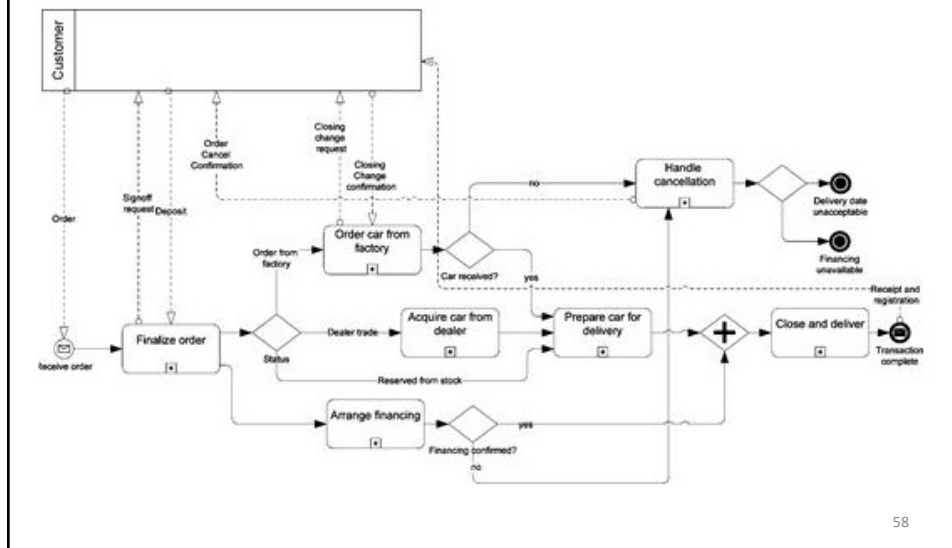 Customer
Order
Signoff
request
Deposit
Order
Cancel
Confirmation
Closing
change
request
Closing
Change
confirmation
Handle
cancellation
no
Delivery date
unacceptable
Financing
unavailable
Order car from
factory
Order from
factory
Car received?
yes
Receipt and
registration
Receive order
Finalize order
Status
Dealer trade
Acquire car from
dealer
Prepare car for
delivery
Close and deliver
Transaction
complete
Reserved from stock
Arrange financing
yes
Financing confirmed?
no
58